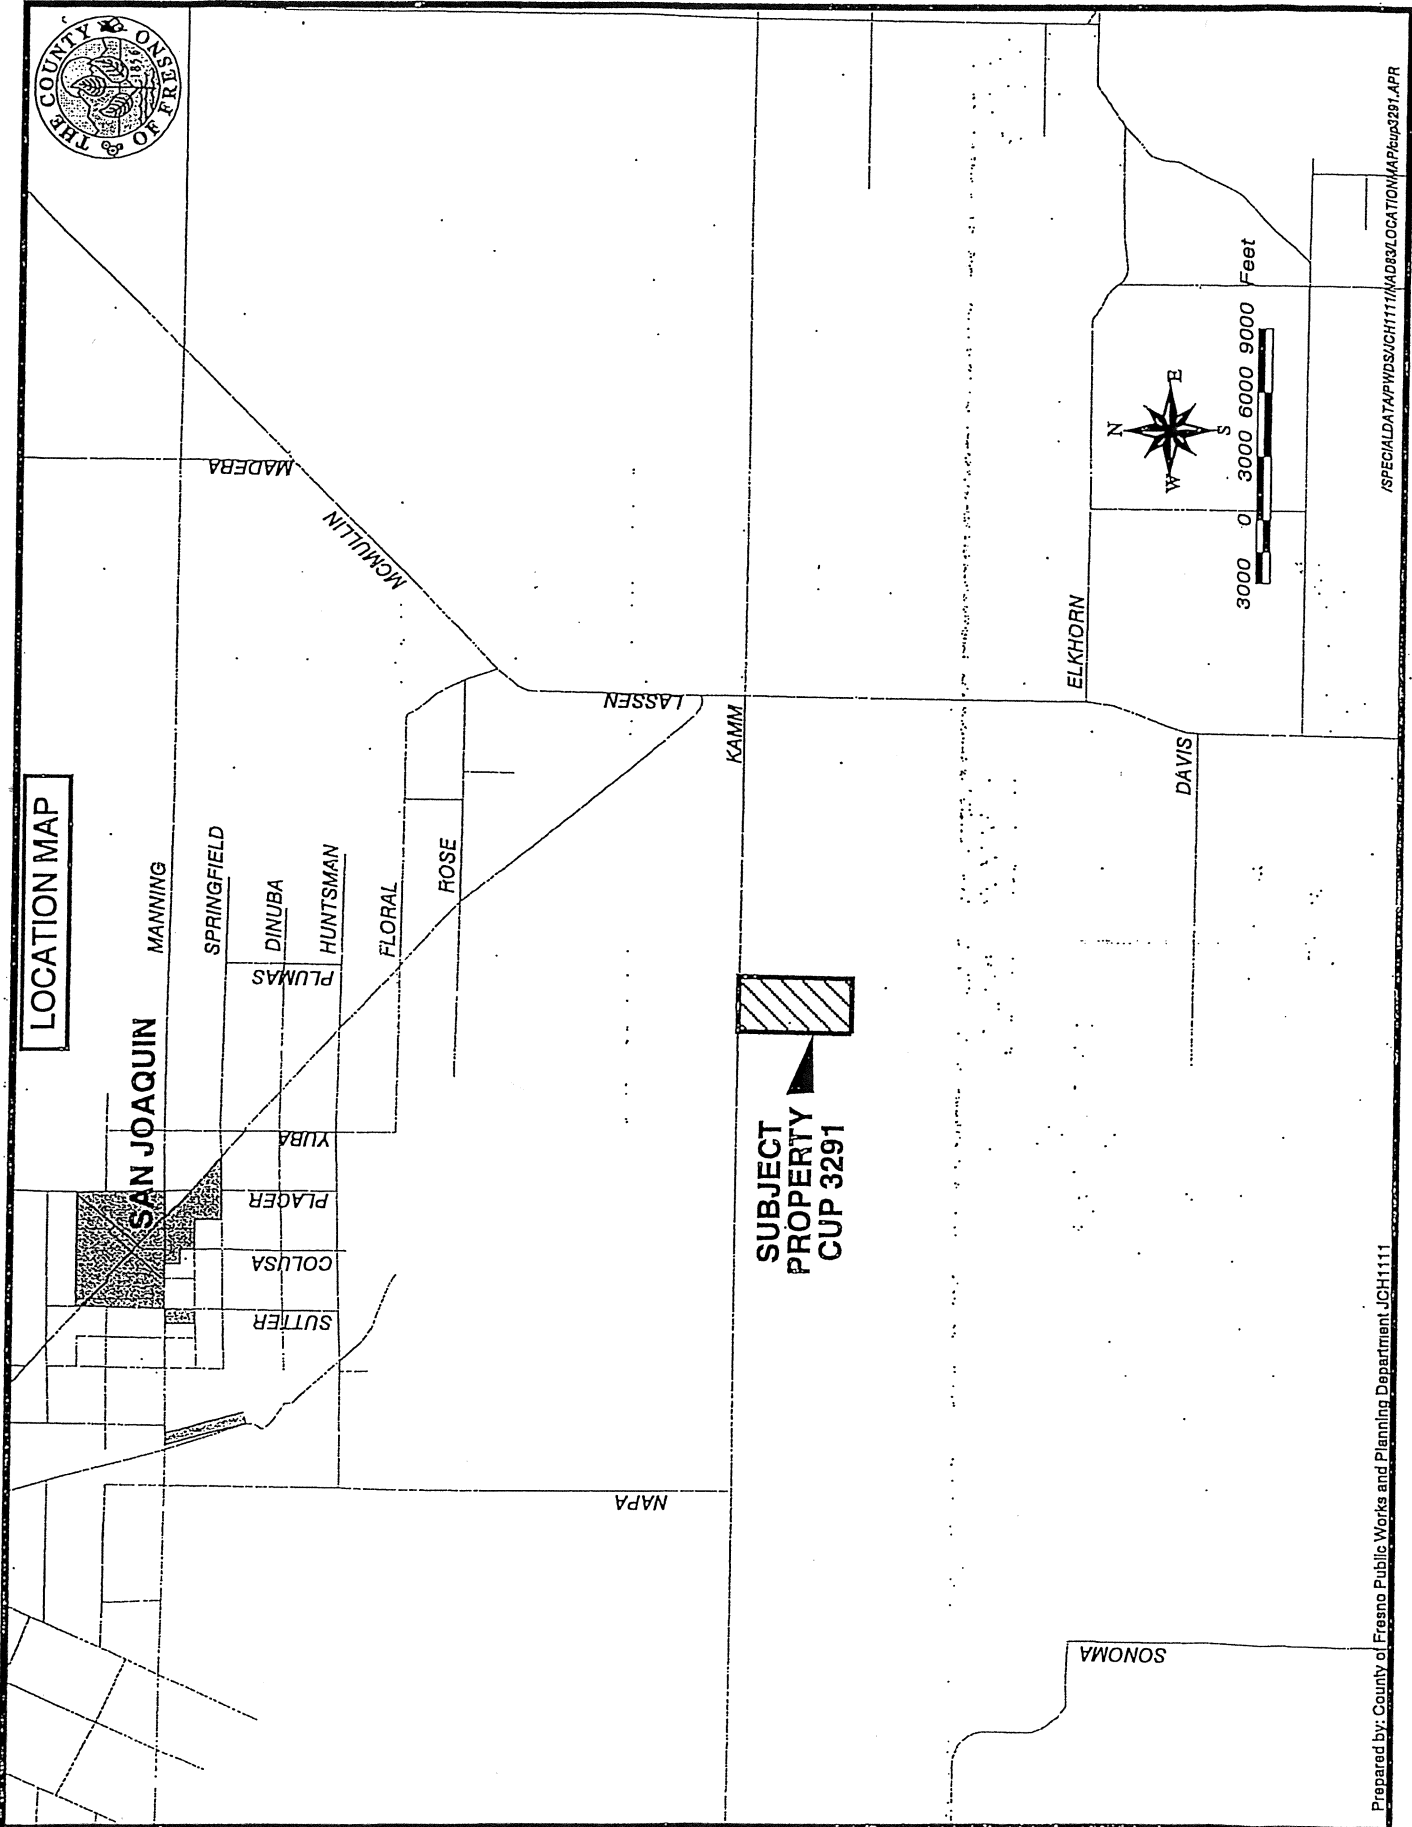 LOCATION MAP
THE COUNTY OF FRESNO
1856
SAN JOAQUIN
MANNING
SPRINGFIELD
DINUBA
HUNTSMAN
FLORAL
ROSE
PLUMAS
YUBA
PLACER
COLUSA
SUTTER
NAPA
MADERA
MCMULLIN
LASSEN
KAMM
ELKHORN
DAVIS
SONOMA
SUBJECT
PROPERTY
CUP 3291
N
W
E
S
3000 0 3000 6000 9000 Feet
Prepared by: County of Fresno Public Works and Planning Department JCH1111
/SPECIALDATA/PWDS/JCH1111/NAD83/LOCATIONMAP/cup3291.APR